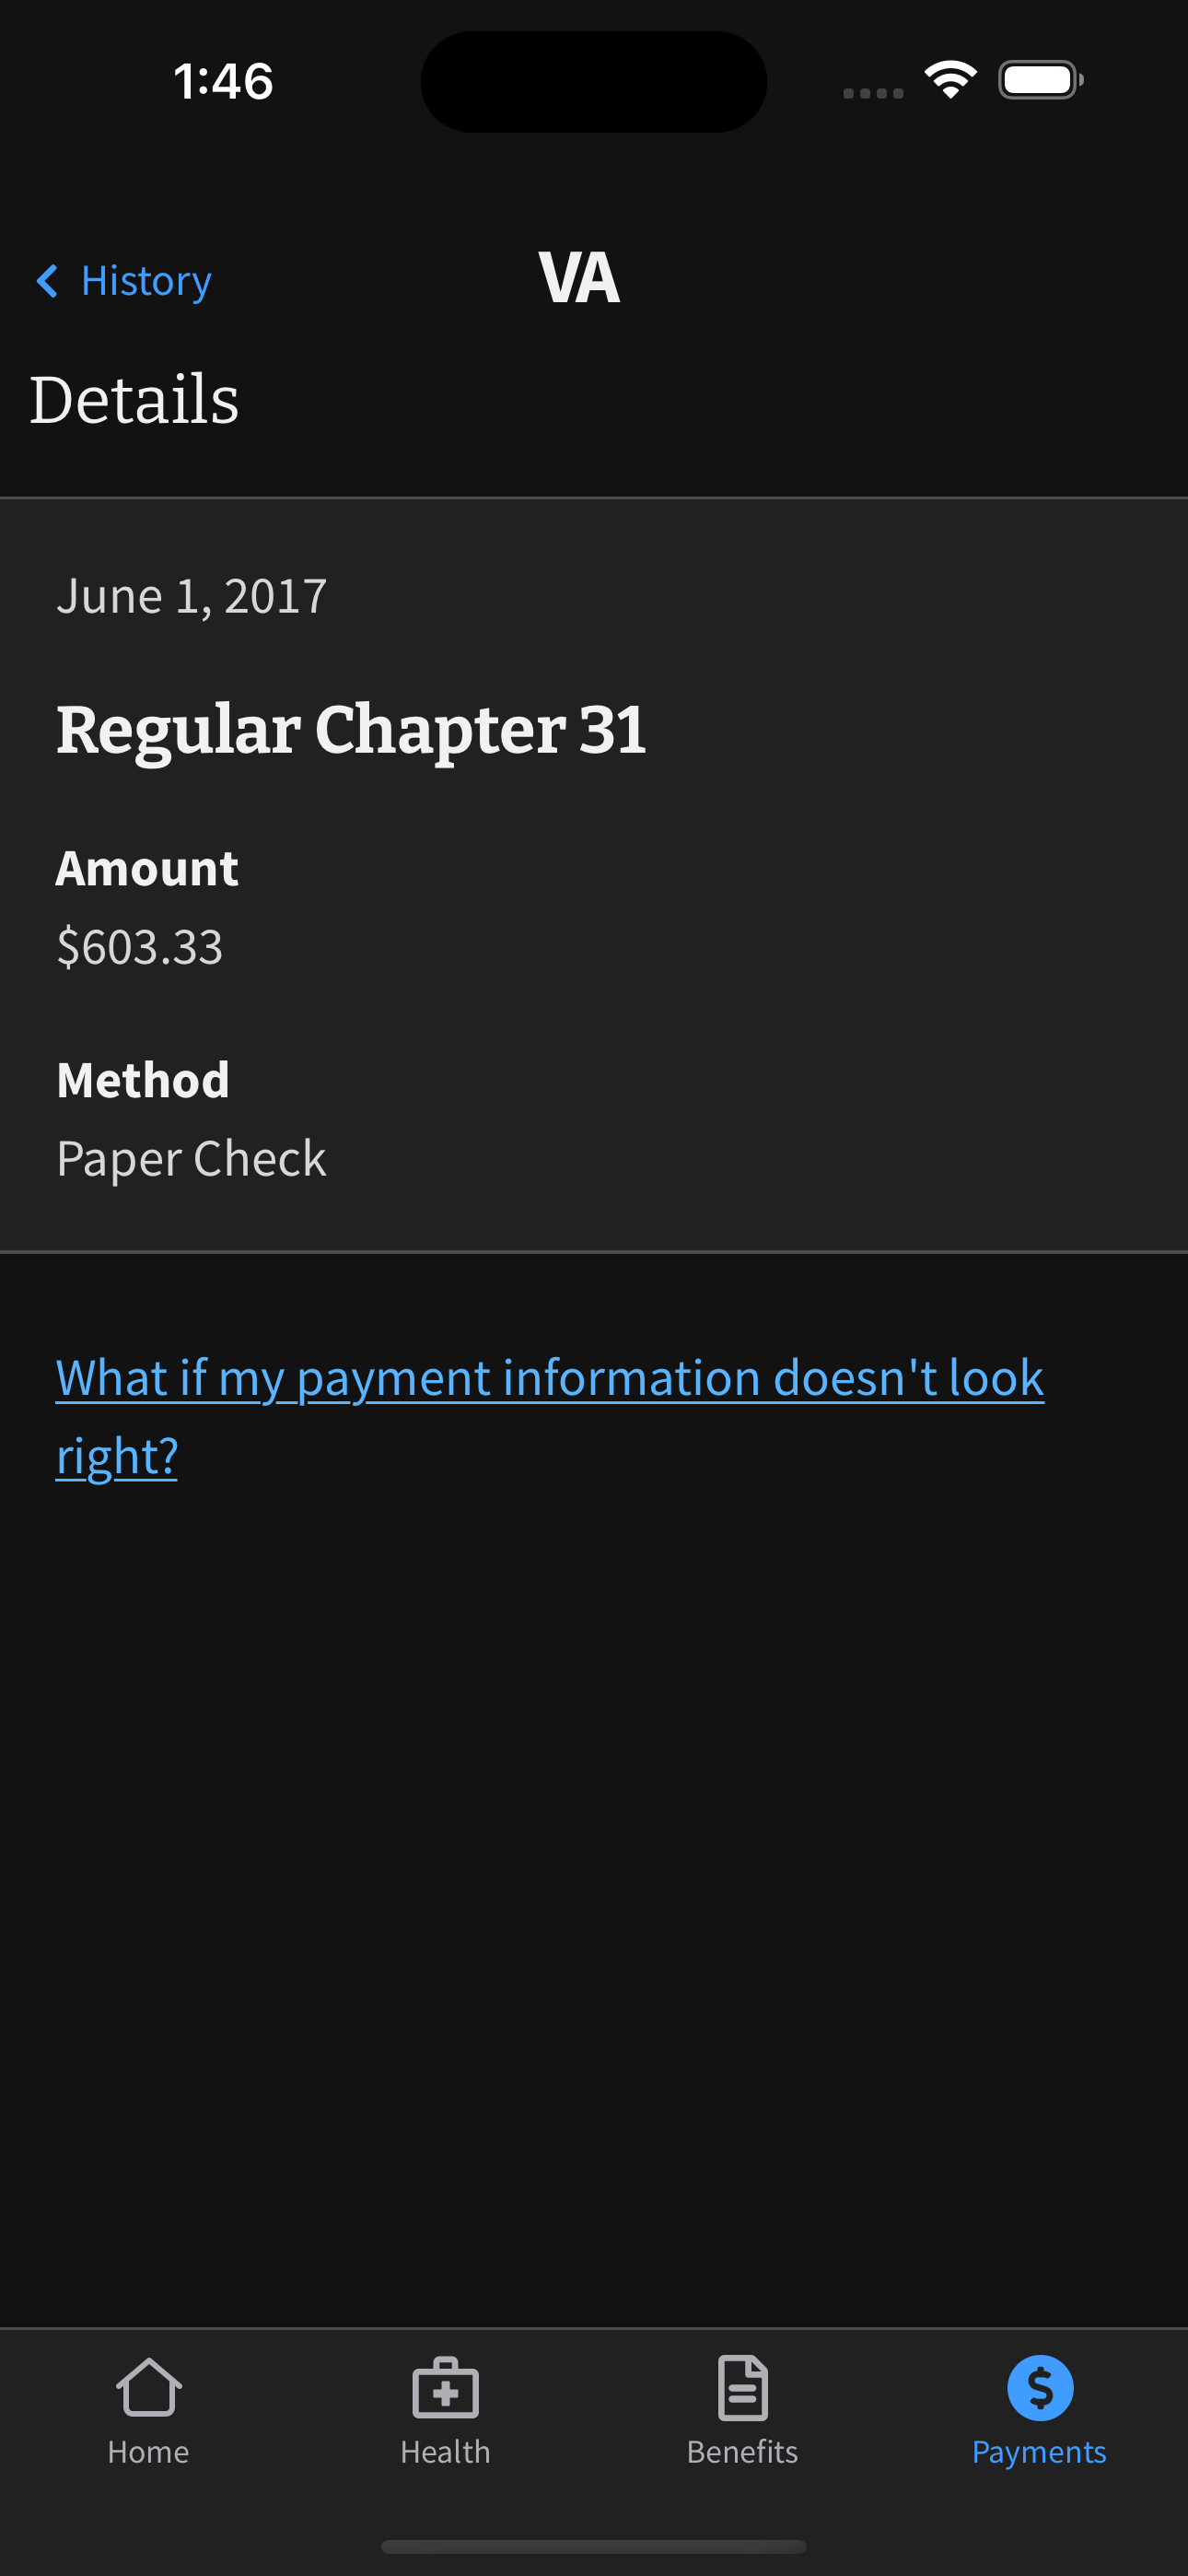 1:46
History
VA
Details
June 1, 2017
Regular Chapter 31
Amount
$603.33
Method
Paper Check
What if my payment information doesn't look
right?
Home
Health
Benefits
Payments